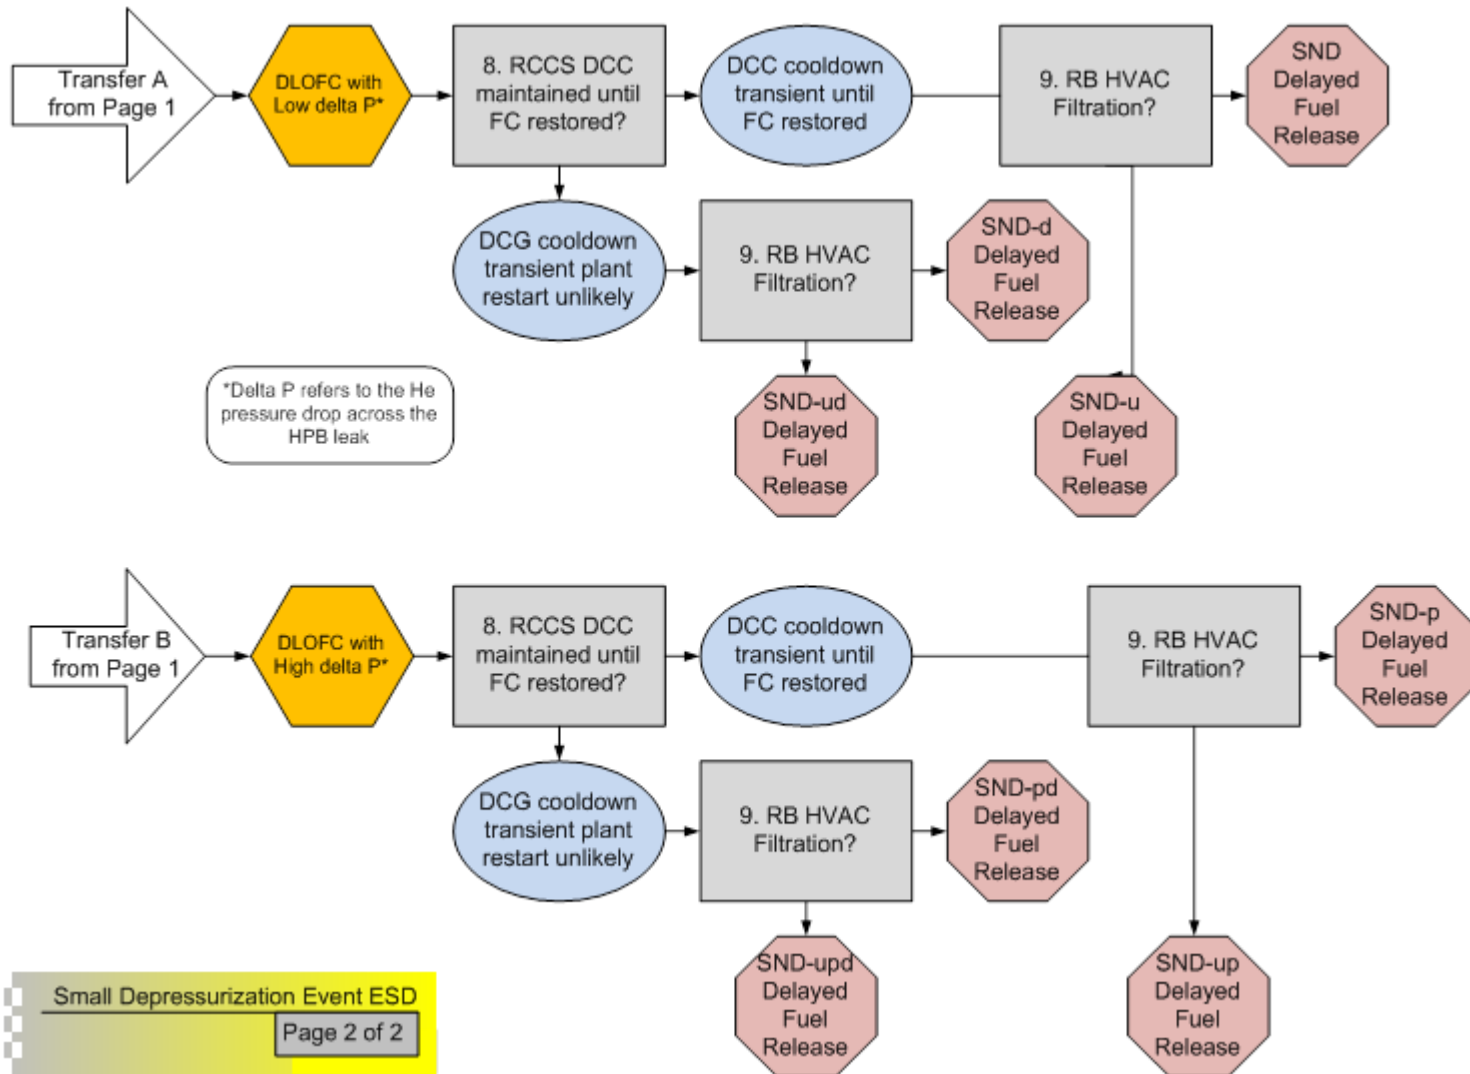 Transfer A
from Page 1
DLOFC with
Low delta P*
8. RCCS DCC
maintained until
FC restored?
DCC cooldown
transient until
FC restored
9. RB HVAC
Filtration?
SND
Delayed
Fuel
Release
DCG cooldown
transient plant
restart unlikely
9. RB HVAC
Filtration?
SND-d
Delayed
Fuel
Release
*Delta P refers to the He
pressure drop across the
HPB leak
SND-ud
Delayed
Fuel
Release
SND-u
Delayed
Fuel
Release
Transfer B
from Page 1
DLOFC with
High delta P*
8. RCCS DCC
maintained until
FC restored?
DCC cooldown
transient until
FC restored
9. RB HVAC
Filtration?
SND-p
Delayed
Fuel
Release
DCG cooldown
transient plant
restart unlikely
9. RB HVAC
Filtration?
SND-pd
Delayed
Fuel
Release
SND-upd
Delayed
Fuel
Release
SND-up
Delayed
Fuel
Release
Small Depressurization Event ESD
Page 2 of 2